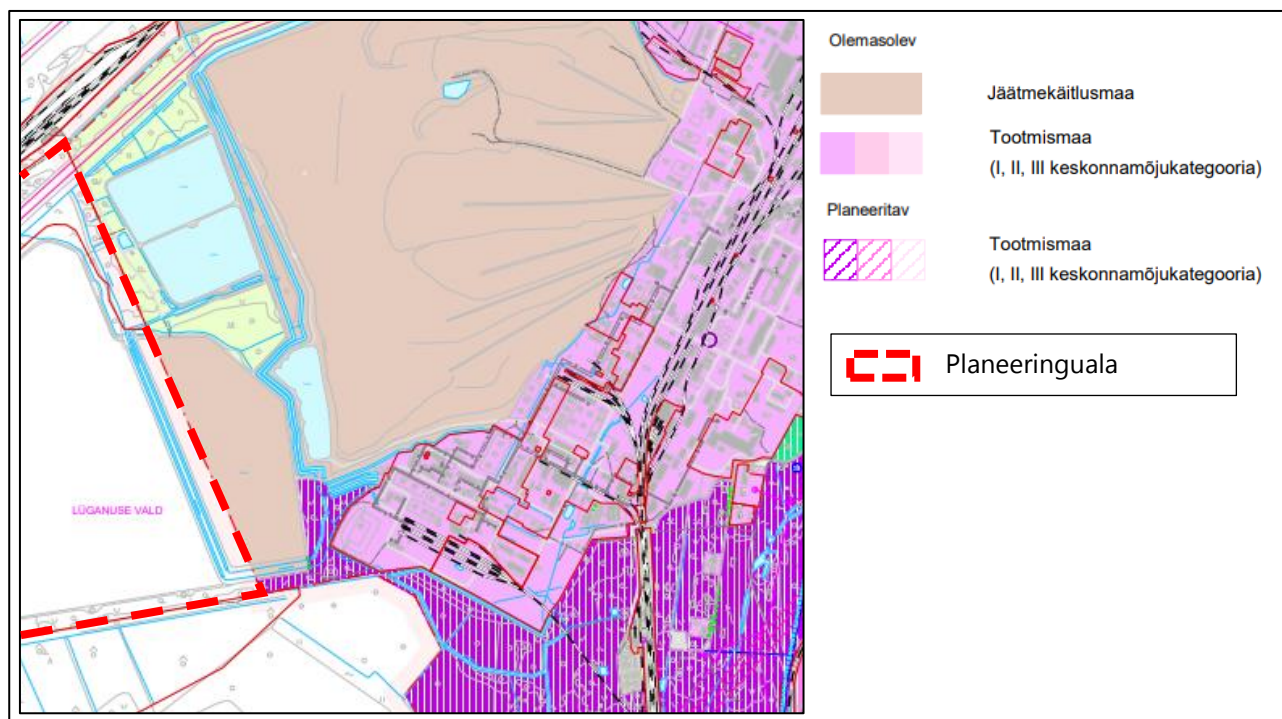 Olemasolev
Jäätmekäitlusmaa
Tootmismaa
(I, II, III keskonnamõjukategooria)
Planeeritav
Tootmismaa
(I, II, III keskonnamõjukategooria)
Planeeringuala
LÜGANUSE VALD